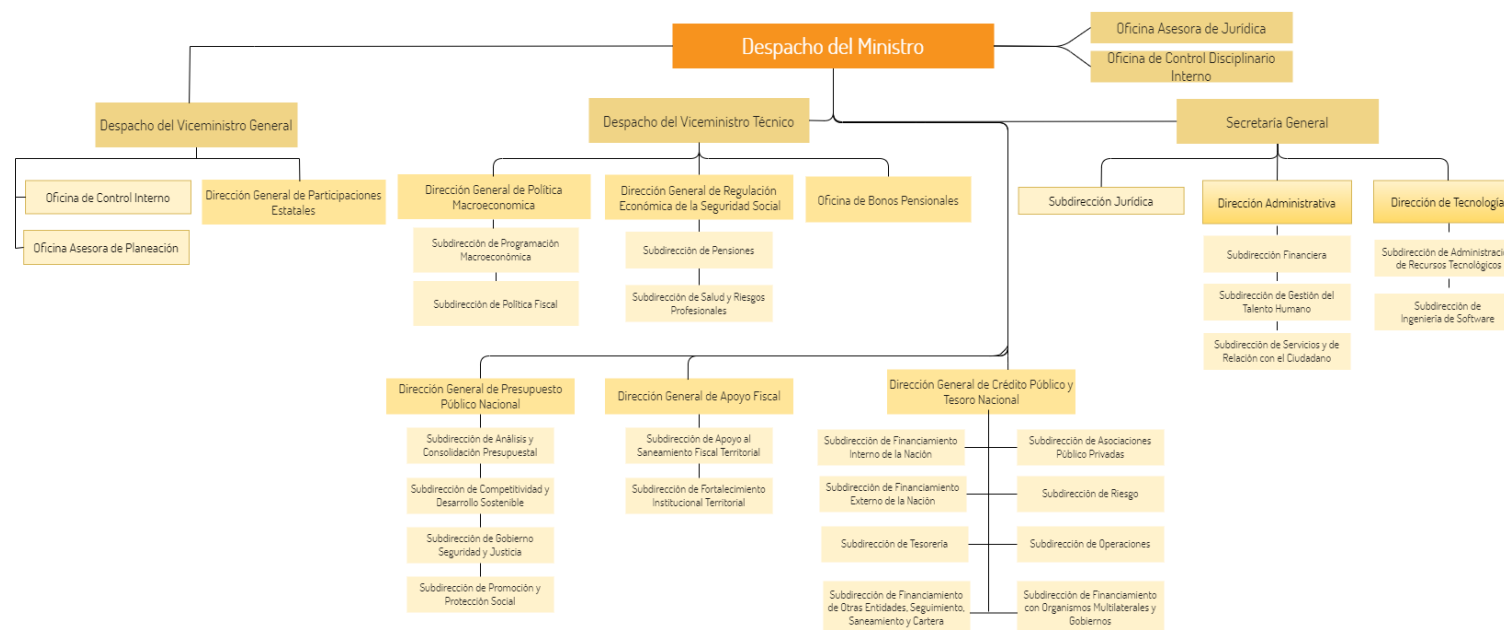 Despacho del Ministro
Oficina Asesora de Jurídica
Oficina de Control Disciplinario
Interno
Despacho del Viceministro General
Despacho del Viceministro Técnico
Secretaría General
Oficina de Control Interno
Dirección General de Participaciones
Estatales
Oficina Asesora de Planeación
Dirección General de Política
Macroeconomica
Dirección General de Regulación
Económica de la Seguridad Social
Oficina de Bonos Pensionales
Subdirección de Programación
Macroeconómica
Subdirección de Política Fiscal
Subdirección de Pensiones
Subdirección de Salud y Riesgos
Profesionales
Subdirección Jurídica
Dirección Administrativa
Dirección de Tecnología
Subdirección Financiera
Subdirección de Gestión del
Talento Humano
Subdirección de Servicios y de
Relación con el Ciudadano
Subdirección de Administració
de Recursos Tecnológicos
Subdirección de
Ingeniería de Software
Dirección General de Presupuesto
Público Nacional
Dirección General de Apoyo Fiscal
Dirección General de Crédito Público y
Tesoro Nacional
Subdirección de Análisis y
Consolidación Presupuestal
Subdirección de Competitividad y
Desarrollo Sostenible
Subdirección de Gobierno
Seguridad y Justicia
Subdirección de Promoción y
Protección Social
Subdirección de Apoyo al
Saneamiento Fiscal Territorial
Subdirección de Fortalecimiento
Institucional Territorial
Subdirección de Financiamiento
Interno de la Nación
Subdirección de Asociaciones
Público Privadas
Subdirección de Financiamiento
Externo de la Nación
Subdirección de Riesgo
Subdirección de Tesorería
Subdirección de Operaciones
Subdirección de Financiamiento
de Otras Entidades, Seguimiento,
Saneamiento y Cartera
Subdirección de Financiamiento
con Organismos Multilaterales y
Gobiernos